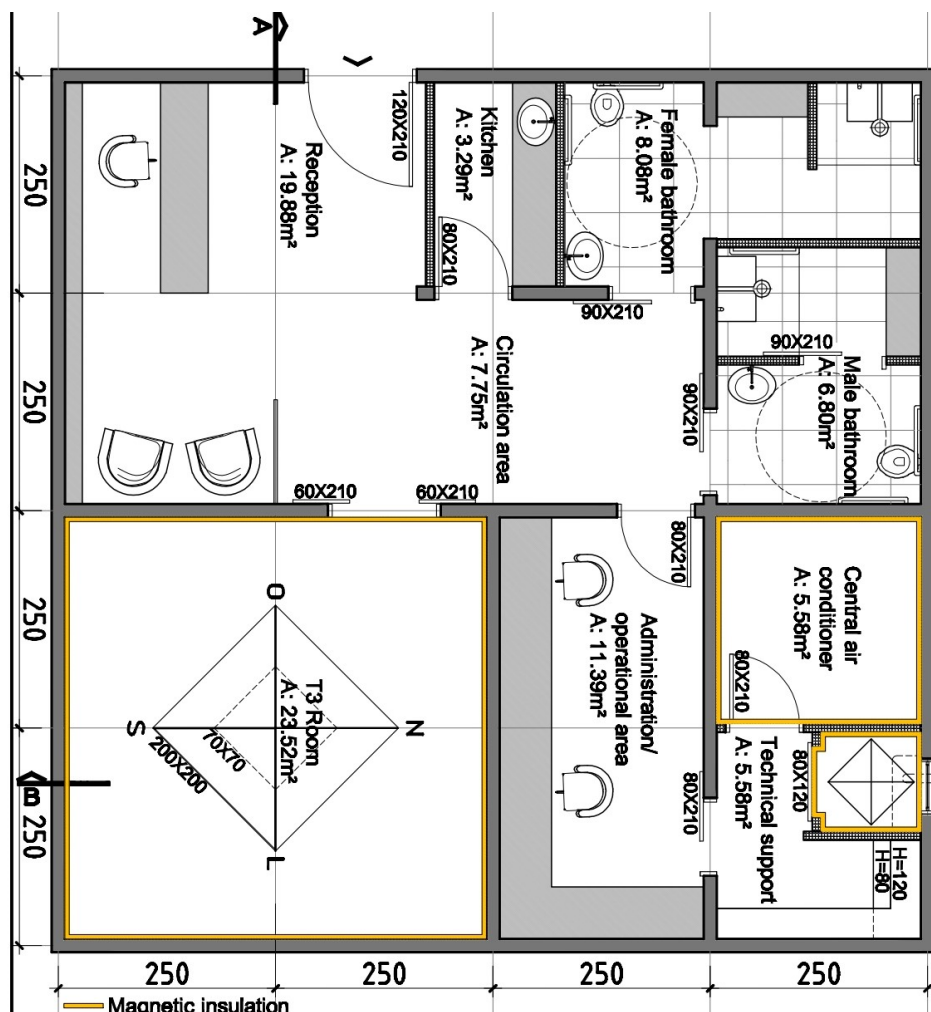 A
120X210
Reception
A: 19.88m²
Kitchen
A: 3.29m²
80X210
Female bathroom
A: 8.08m²
90X210
90X210
Male bathroom
A: 6.80m²
90X210
Circulation area
A: 7.75m²
250
250
250
250
60X210
60X210
O
N
S
L
T3 Room
A: 23.52m²
70X70
200X200
B
80X210
Administration/
operational area
A: 11.39m²
80X210
Central air
conditioner
A: 5.58m²
80X210
Technical support
A: 5.58m²
80X120
H=120
H=80
250
250
250
250
Magnetic insulation